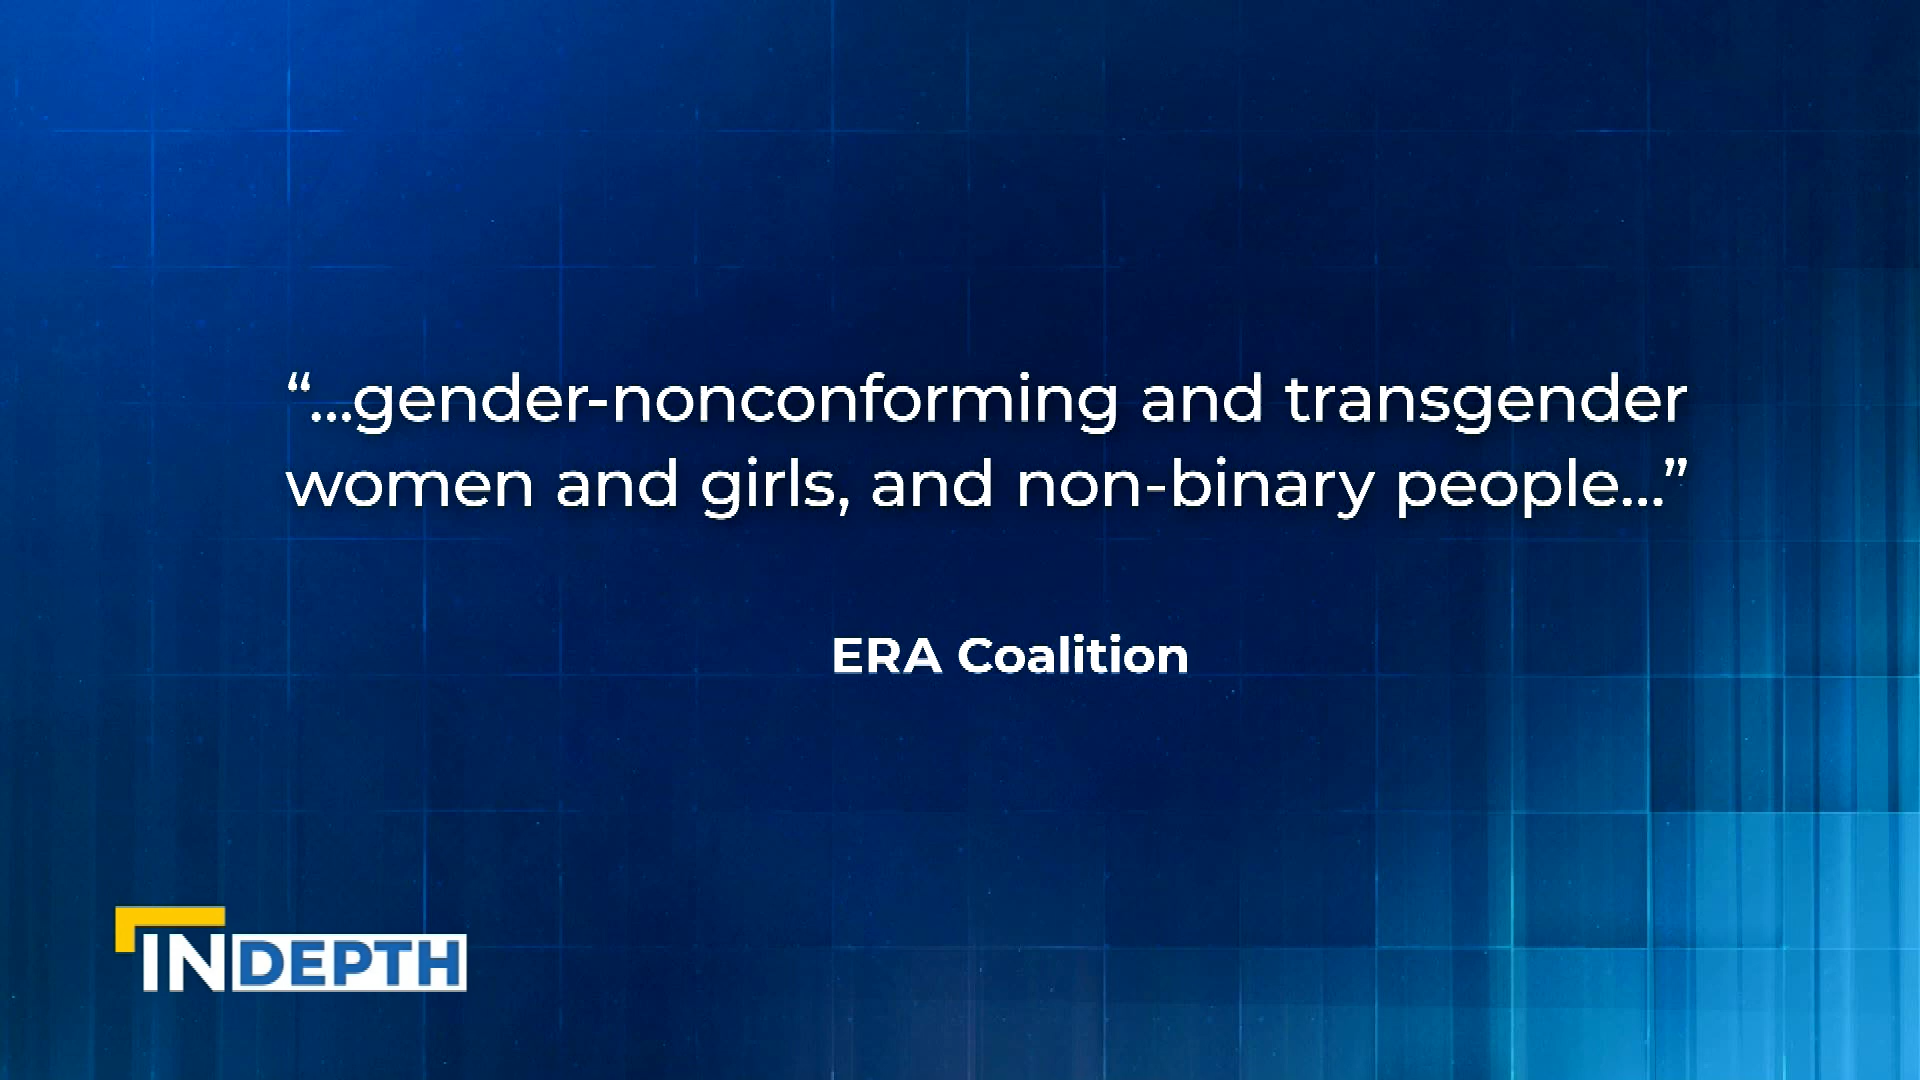 “...gender-nonconforming and transgender
women and girls, and non-binary people...”
ERA Coalition
INDEPTH